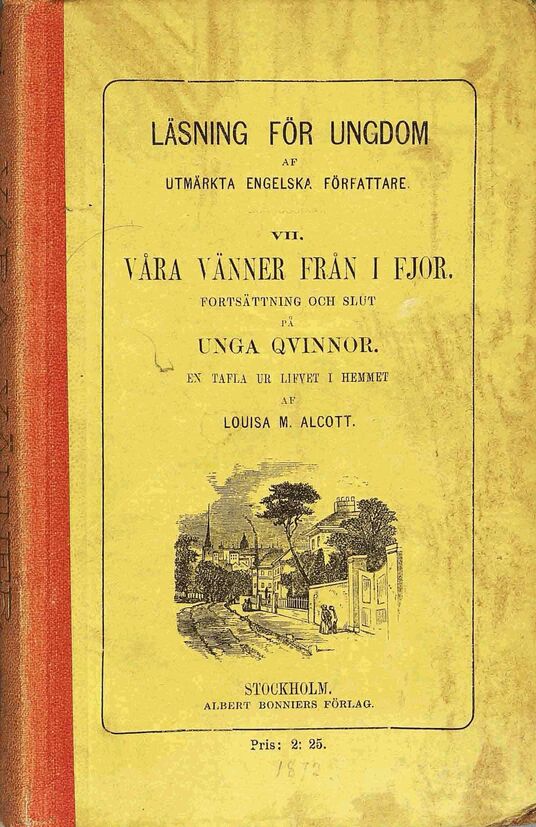 LÄSNING FÖR UNGDOM
AF
UTMÄRKTA ENGELSKA FÖRFATTARE.
VII.
VÅRA VÄNNER FRÅN I FJOR.
FORTSÄTTNING OCH SLUT
PÅ
UNGA QVINNOR.
EN TAFLA UR LIFVET I HEMMET
AF
LOUISA M. ALCOTT.
STOCKHOLM.
ALBERT BONNIERS FÖRLAG.
Pris: 2: 25.
1872